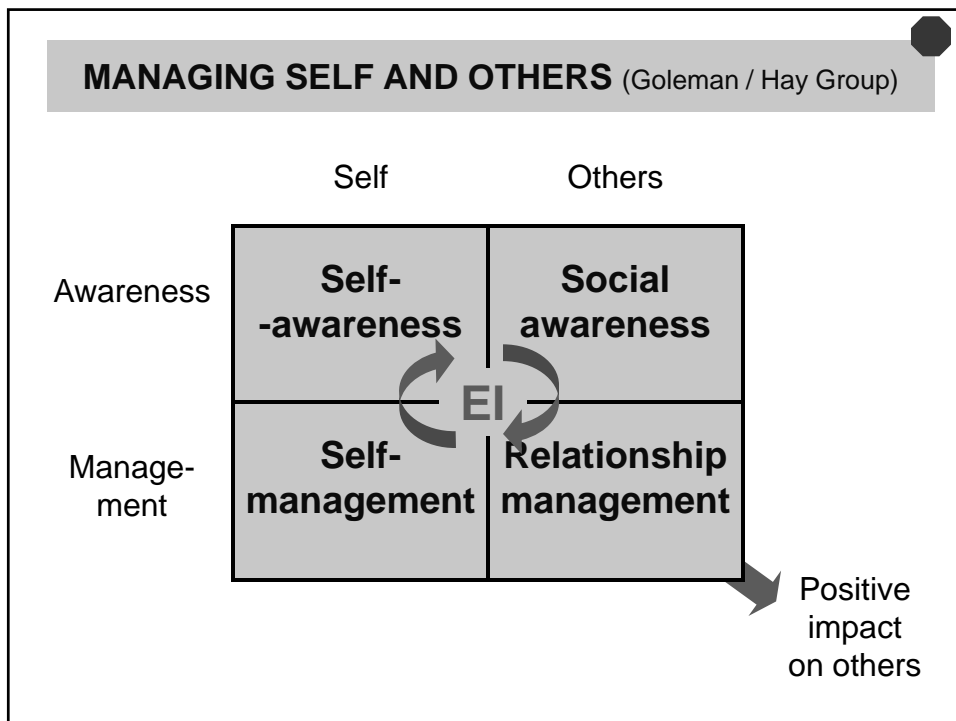 MANAGING SELF AND OTHERS (Goleman / Hay Group)
Self Others
Awareness
Self-
-awareness
Social
awareness
EI
Manage-
ment
Self-
management
Relationship
management
Positive
impact
on others